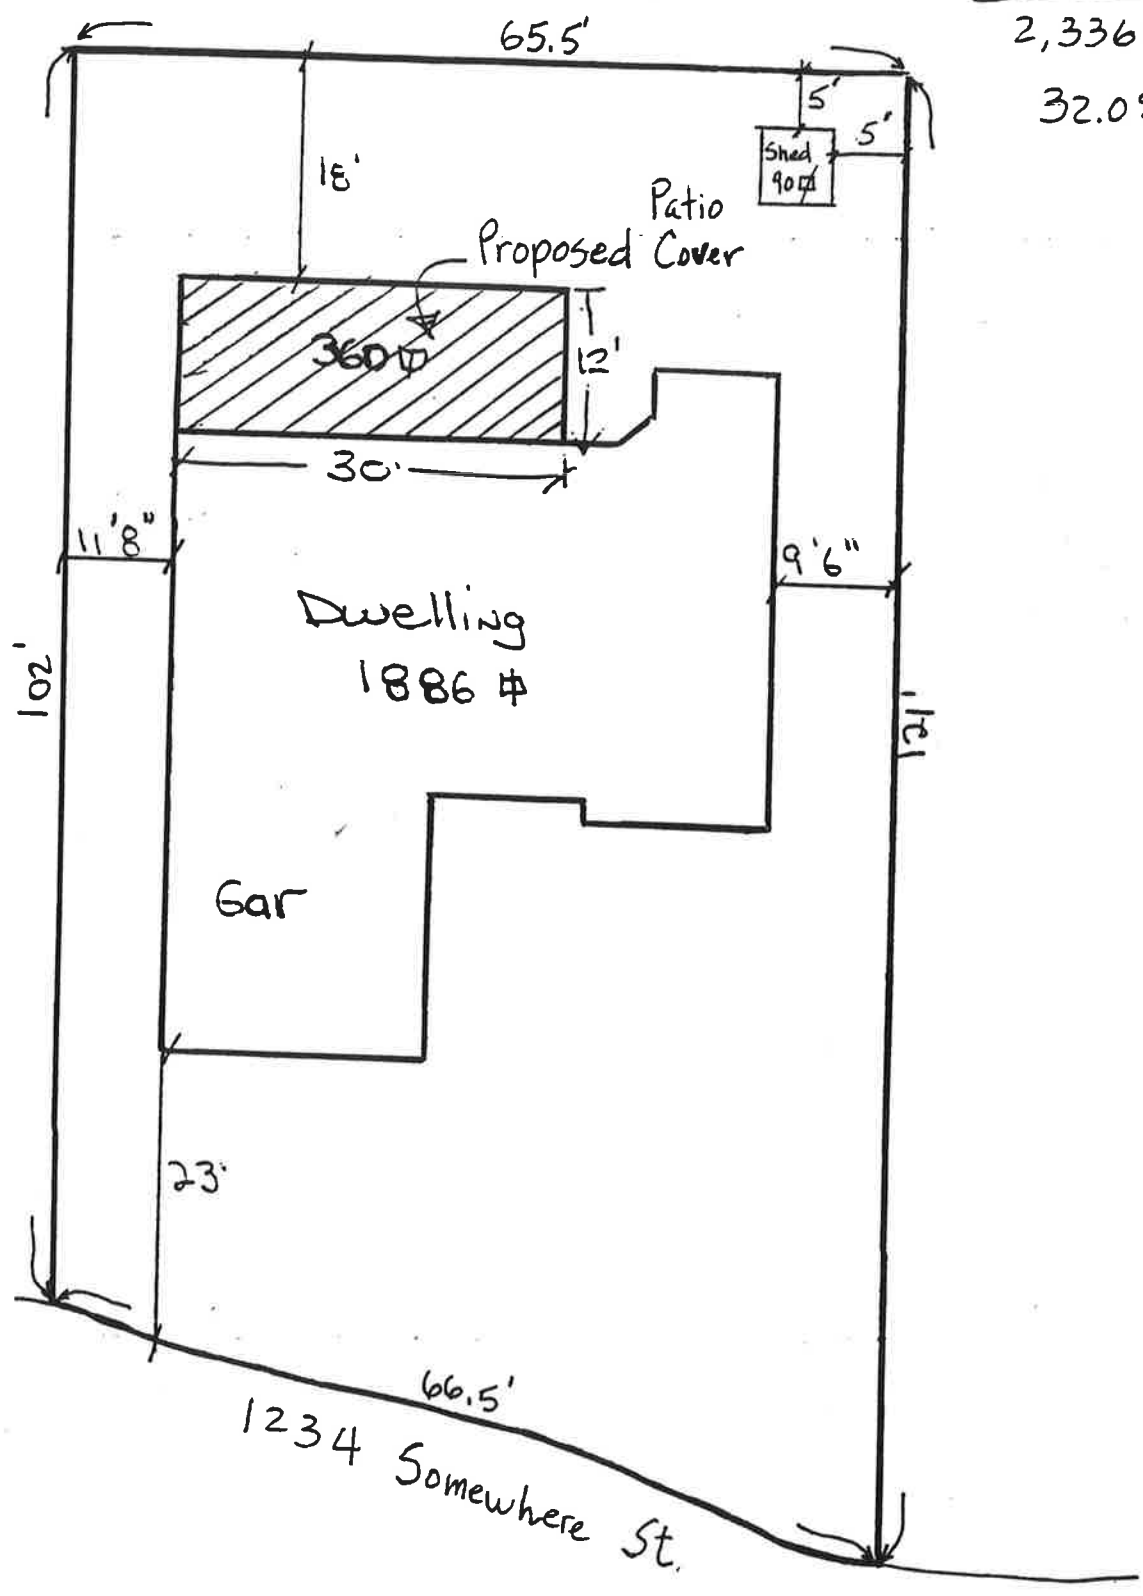 65.5'
2,336
32.0%
5'
5'
Shed
90 ⌷
18'
Patio
Proposed Cover
360 ⌷
12'
30'
11'8"
9'6"
Dwelling
1886 ⌷
102'
121'
Gar
23'
66.5'
1234 Somewhere St.